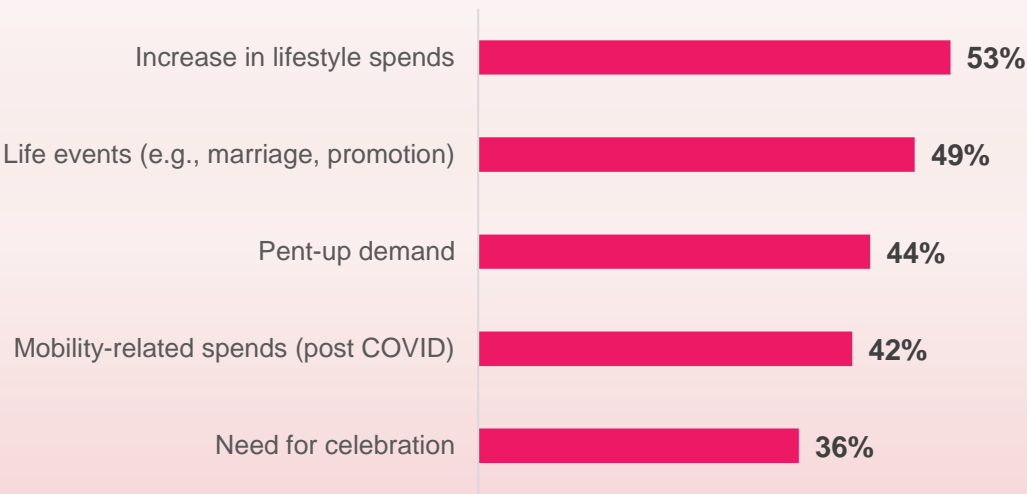 Increase in lifestyle spends 53%
Life events (e.g., marriage, promotion) 49%
Pent-up demand 44%
Mobility-related spends (post COVID) 42%
Need for celebration 36%